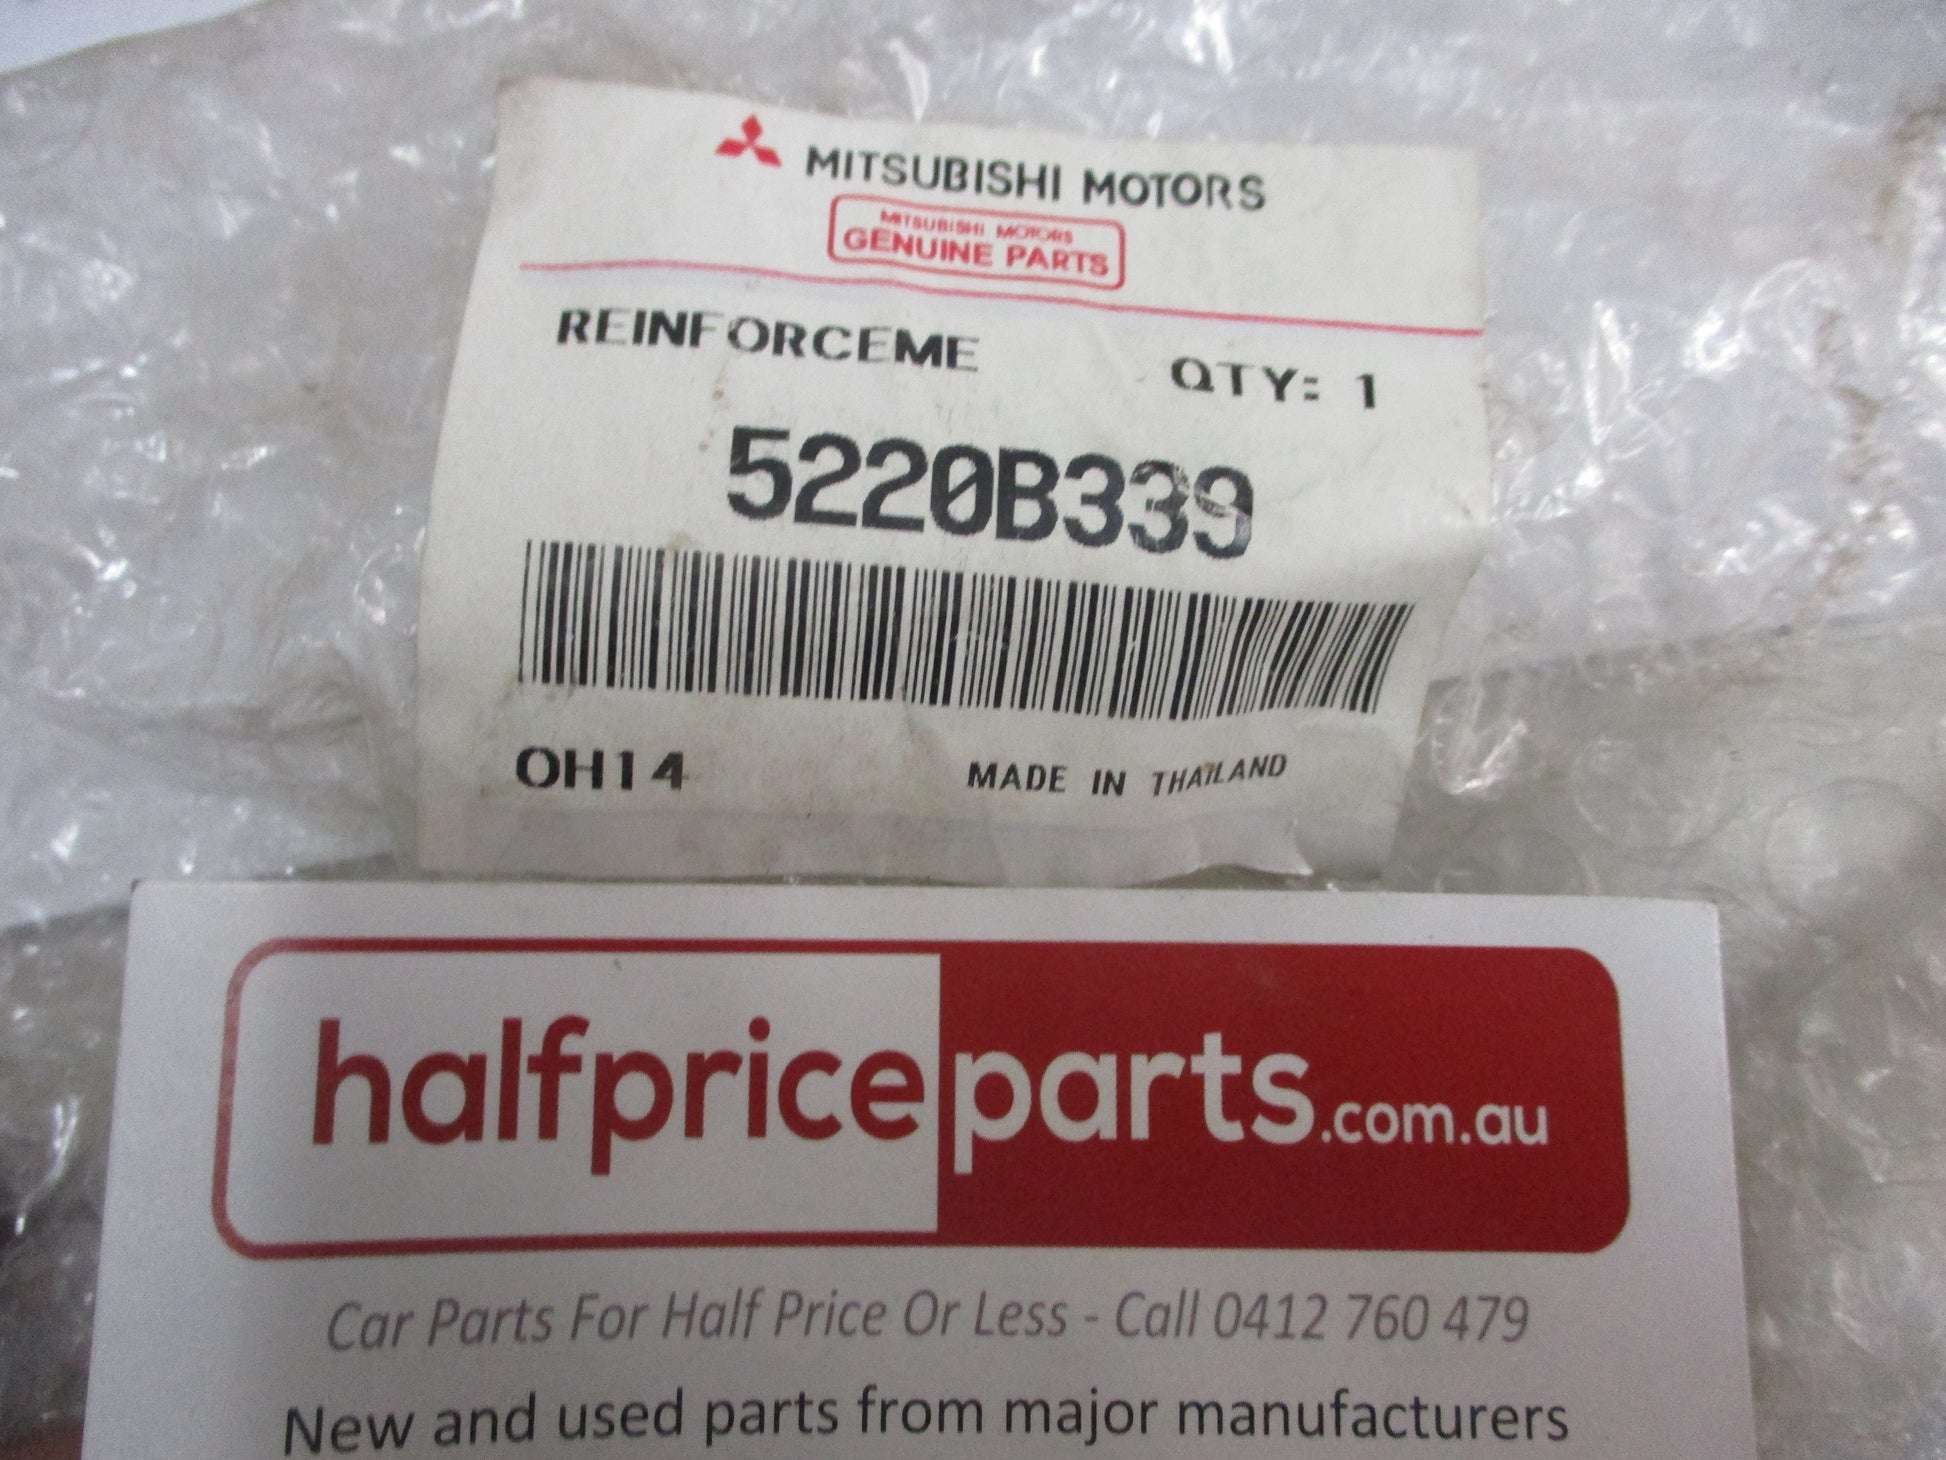 MITSUBISHI MOTORS
MITSUBISHI MOTORS
GENUINE PARTS
REINFORCEME QTY: 1
5220B339
OH14 MADE IN THAILAND
halfpriceparts.com.au
Car Parts For Half Price Or Less - Call 0412 760 479
New and used parts from major manufacturers